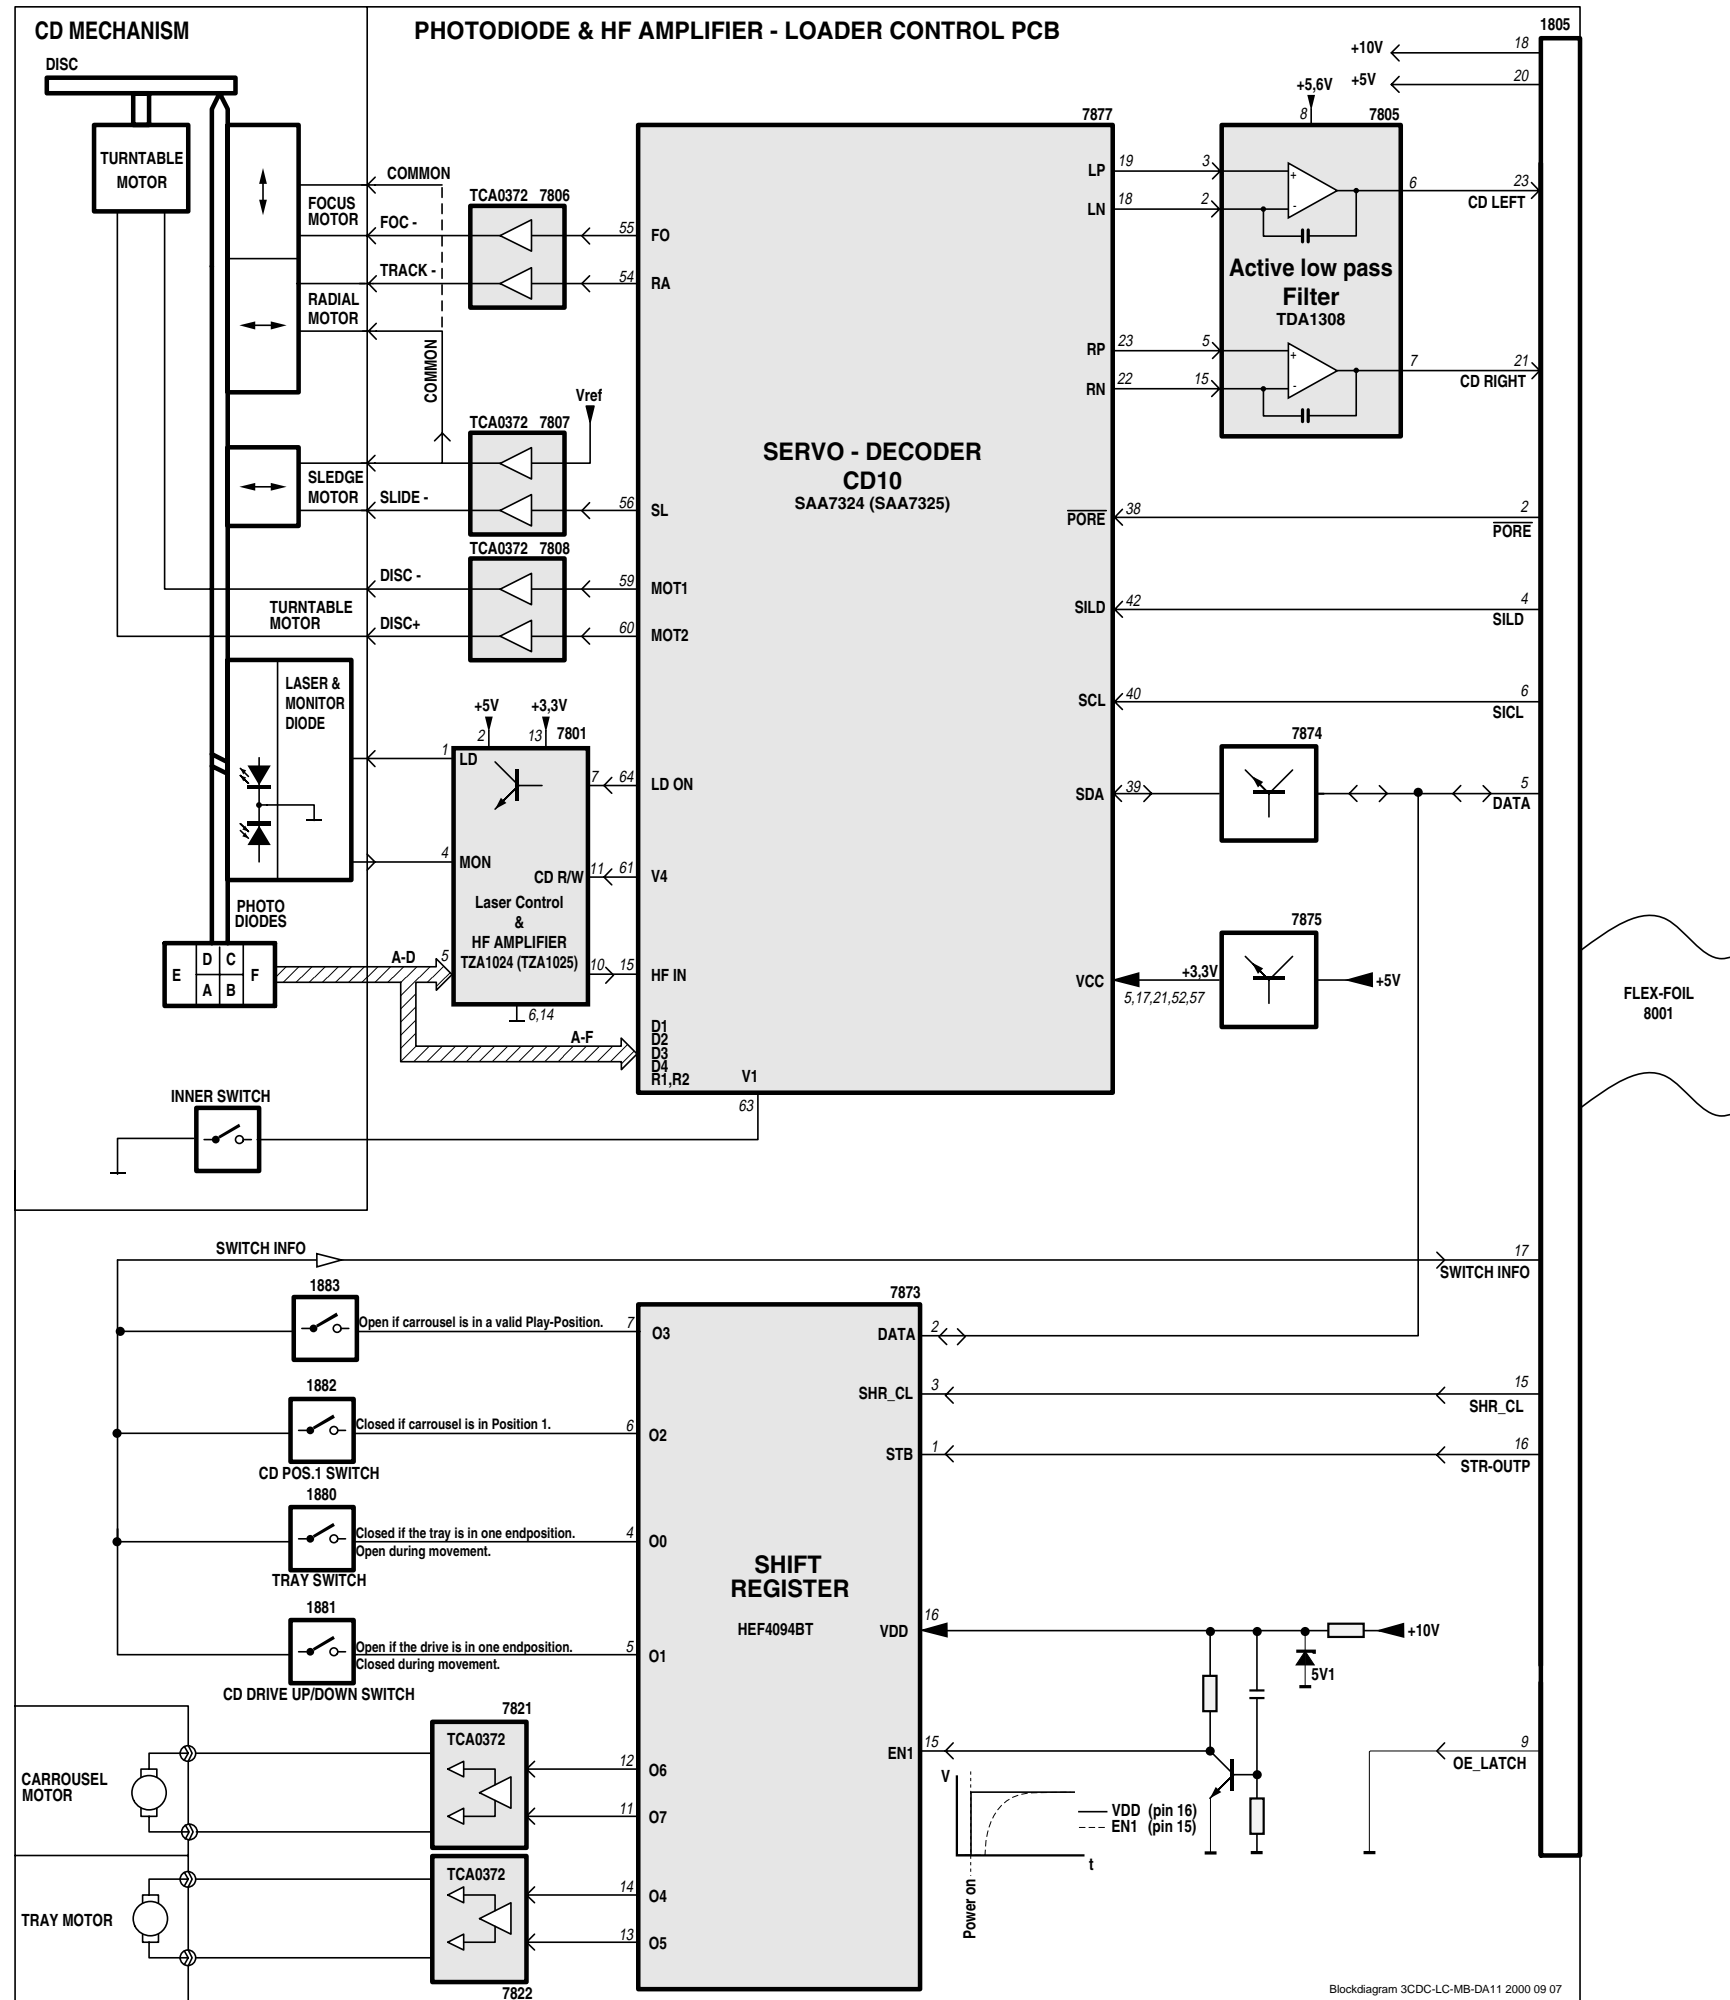 CD MECHANISM
PHOTODIODE & HF AMPLIFIER - LOADER CONTROL PCB
1805
DISC
+10V
18
+5V
20
+5,6V
8
7805
7877
TURNTABLE
MOTOR
COMMON
FOCUS
MOTOR
FOC -
TCA0372 7806
55
FO
TRACK -
54
RA
RADIAL
MOTOR
COMMON
LP
19
3
LN
18
2
6
23
CD LEFT
Active low pass
Filter
TDA1308
RP
23
5
RN
22
15
7
21
CD RIGHT
+
-
+
-
Vref
TCA0372 7807
SLEDGE
MOTOR
SLIDE -
56
SL
SERVO - DECODER
CD10
SAA7324 (SAA7325)
PORE
38
2
PORE
TCA0372 7808
DISC -
59
MOT1
TURNTABLE
MOTOR
DISC+
60
MOT2
SILD
42
4
SILD
LASER &
MONITOR
DIODE
+5V
+3,3V
2
13
7801
1
LD
7
64
LD ON
SCL
40
6
SICL
7874
SDA
39
5
DATA
4
MON
CD R/W
11
61
V4
Laser Control
&
HF AMPLIFIER
TZA1024 (TZA1025)
PHOTO
DIODES
E
D
C
F
A
B
A-D
5
10
15
HF IN
6,14
A-F
D1
D2
D3
D4
R1,R2
V1
63
7875
VCC
+3,3V
5,17,21,52,57
+5V
FLEX-FOIL
8001
INNER SWITCH
SWITCH INFO
17
SWITCH INFO
1883
Open if carrousel is in a valid Play-Position.
7
O3
7873
DATA
2
1882
Closed if carrousel is in Position 1.
6
O2
CD POS.1 SWITCH
SHR_CL
3
15
SHR_CL
STB
1
16
STR-OUTP
1880
Closed if the tray is in one endposition.
Open during movement.
4
O0
TRAY SWITCH
SHIFT
REGISTER
HEF4094BT
1881
Open if the drive is in one endposition.
Closed during movement.
5
O1
CD DRIVE UP/DOWN SWITCH
VDD
16
+10V
5V1
7821
TCA0372
12
O6
11
O7
CARROUSEL
MOTOR
EN1
15
9
OE_LATCH
V
VDD (pin 16)
EN1 (pin 15)
t
Power on
TCA0372
14
O4
13
O5
TRAY MOTOR
7822
Blockdiagram 3CDC-LC-MB-DA11 2000 09 07